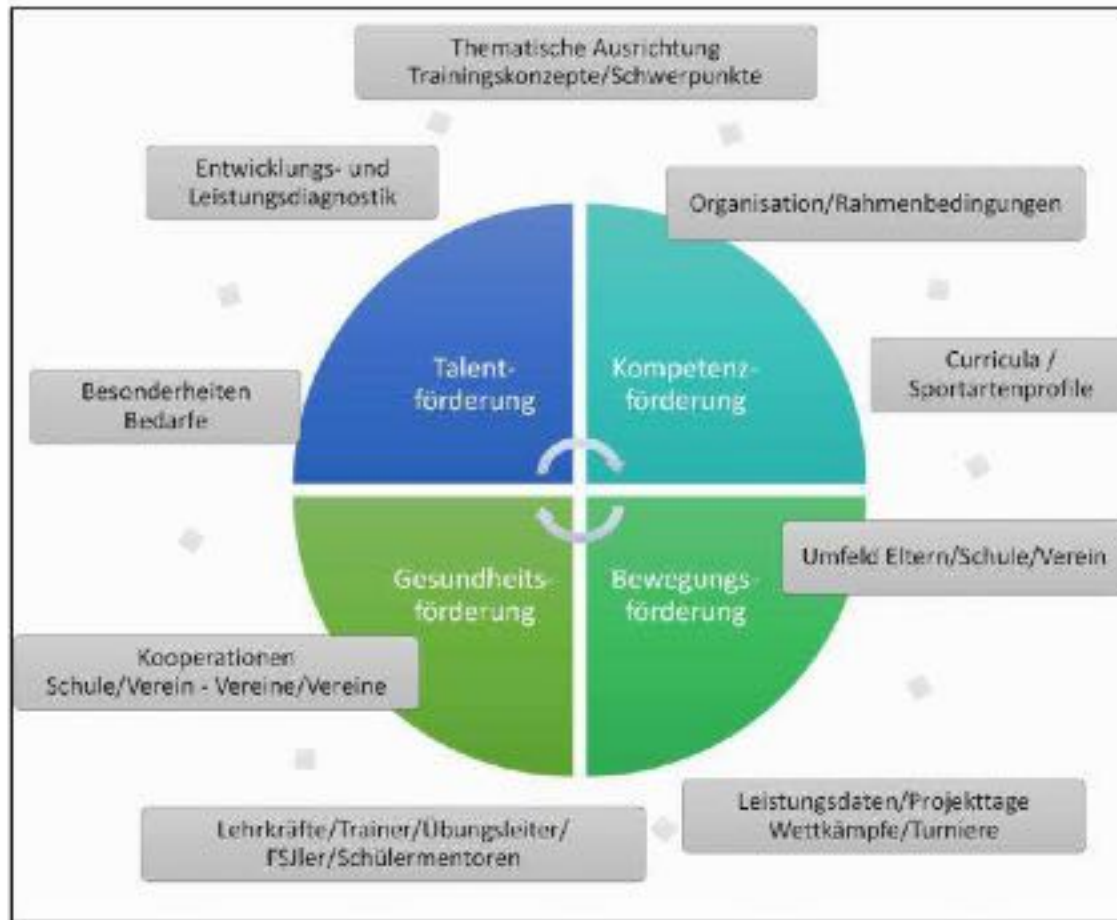 Thematische Ausrichtung
Trainingskonzepte/Schwerpunkte
Entwicklungs- und
Leistungsdiagnostik
Organisation/Rahmenbedingungen
Talent-
förderung
Kompetenz-
förderung
Curricula /
Sportartenprofile
Besonderheiten
Bedarfe
Gesundheits-
förderung
Bewegungs-
förderung
Umfeld Eltern/Schule/Verein
Kooperationen
Schule/Verein - Vereine/Vereine
Leistungsdaten/Projekttage
Wettkämpfe/Turniere
Lehrkräfte/Trainer/Übungsleiter/
FSJler/Schülermentoren